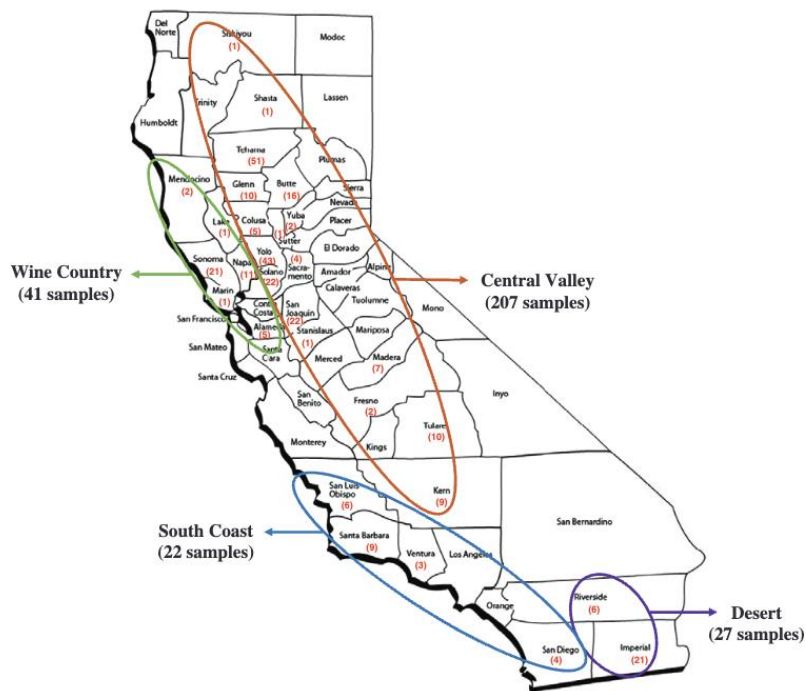 Del
Norte
Siskiyou
(1)
Modoc
Humboldt
Trinity
Shasta
(1)
Lassen
Tehama
(51)
Plumas
Mendocino
(2)
Glenn
(10)
Butte
(16)
Sierra
Nevada
Lake
(1)
Colusa
(5)
Yuba
(2)
Placer
(1)
Sutter
Sonoma
(21)
Napa
(11)
Yolo
(43)
Solano
(22)
(4)
Sacra-
mento
El Dorado
Amador
Alpine
Calaveras
Tuolumne
Mono
Marin
(1)
Contra
Costa
San
Joaquin
(22)
San Francisco
Alameda
(5)
Stanislaus
(1)
Mariposa
San Mateo
Santa
Clara
Merced
Madera
(7)
Santa Cruz
San
Benito
Fresno
(2)
Inyo
Monterey
Kings
Tulare
(10)
San Luis
Obispo
(6)
Kern
(9)
San Bernardino
Santa Barbara
(9)
Ventura
(3)
Los Angeles
Orange
Riverside
(6)
San Diego
(4)
Imperial
(21)
Wine Country
(41 samples)
Central Valley
(207 samples)
South Coast
(22 samples)
Desert
(27 samples)